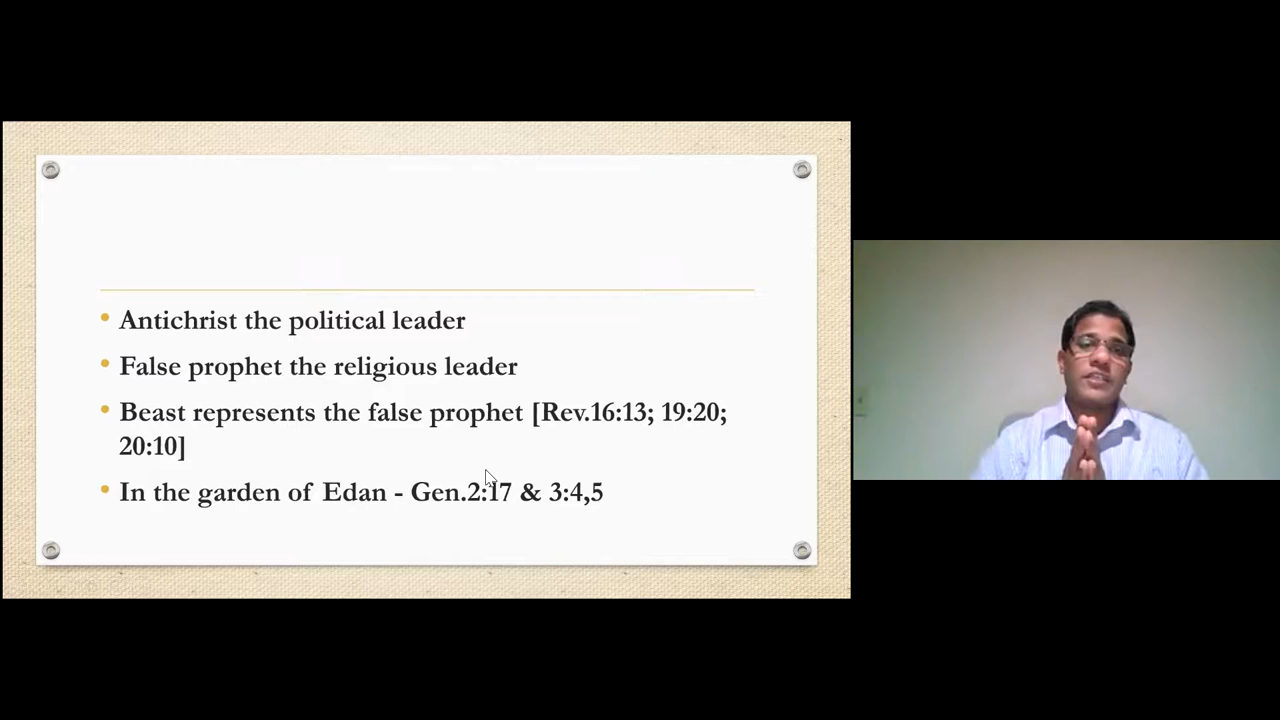 • Antichrist the political leader
• False prophet the religious leader
• Beast represents the false prophet [Rev.16:13; 19:20;
20:10]
• In the garden of Edan - Gen.2:17 & 3:4,5